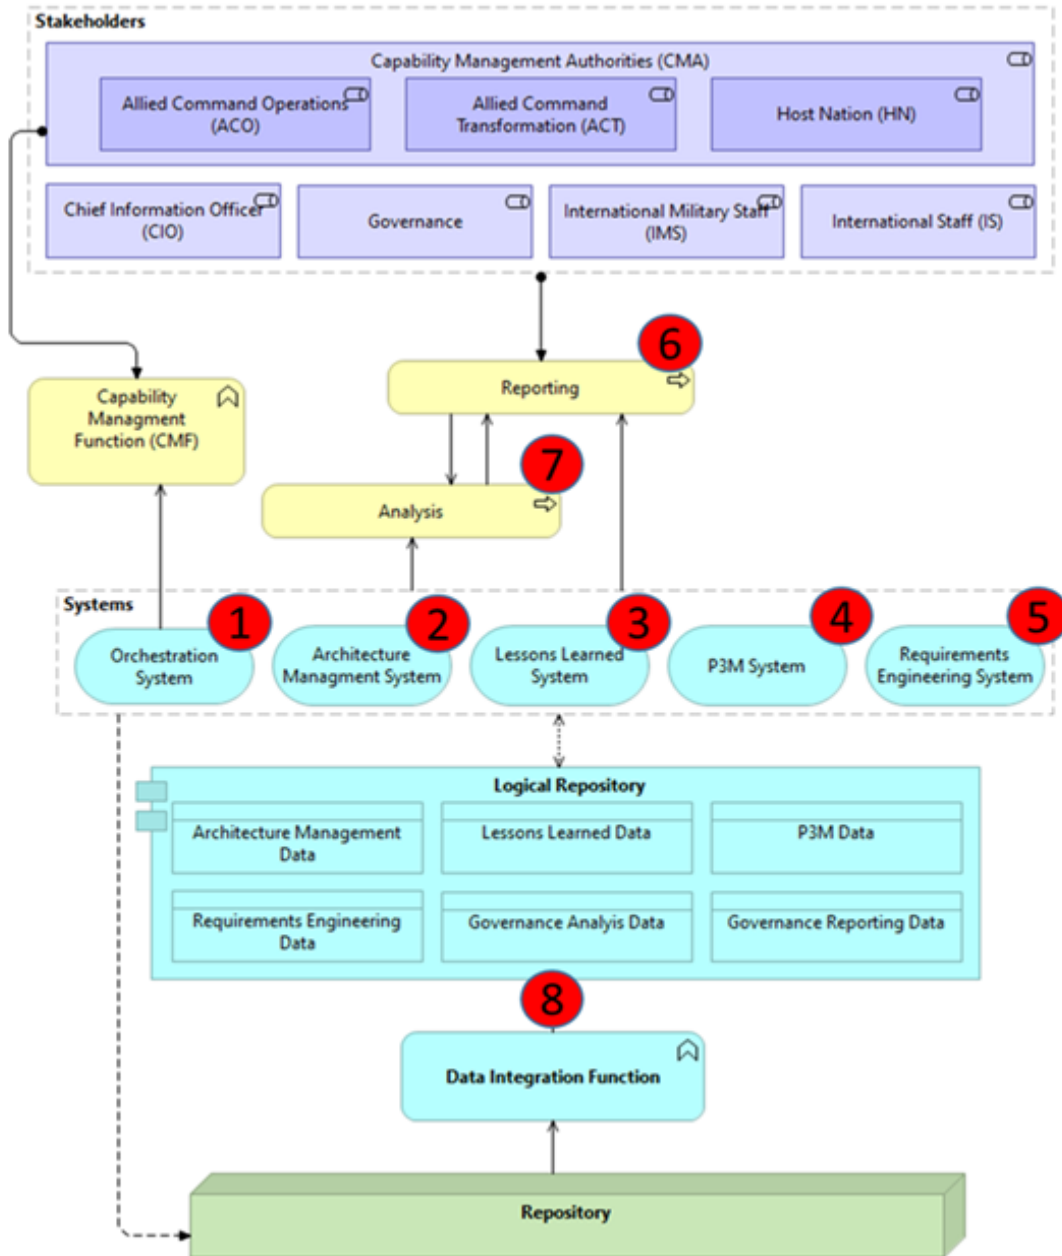 Stakeholders
Capability Management Authorities (CMA)
Allied Command Operations
(ACO)
Allied Command
Transformation (ACT)
Host Nation (HN)
Chief Information Officer
(CIO)
Governance
International Military Staff
(IMS)
International Staff (IS)
6
Reporting
Capability
Managment
Function (CMF)
7
Analysis
Systems
1
Orchestration
System
2
Architecture
Managment System
3
Lessons Learned
System
4
P3M System
5
Requirements
Engineering System
Logical Repository
Architecture Management
Data
Lessons Learned Data
P3M Data
Requirements Engineering
Data
Governance Analyis Data
Governance Reporting Data
8
Data Integration Function
Repository